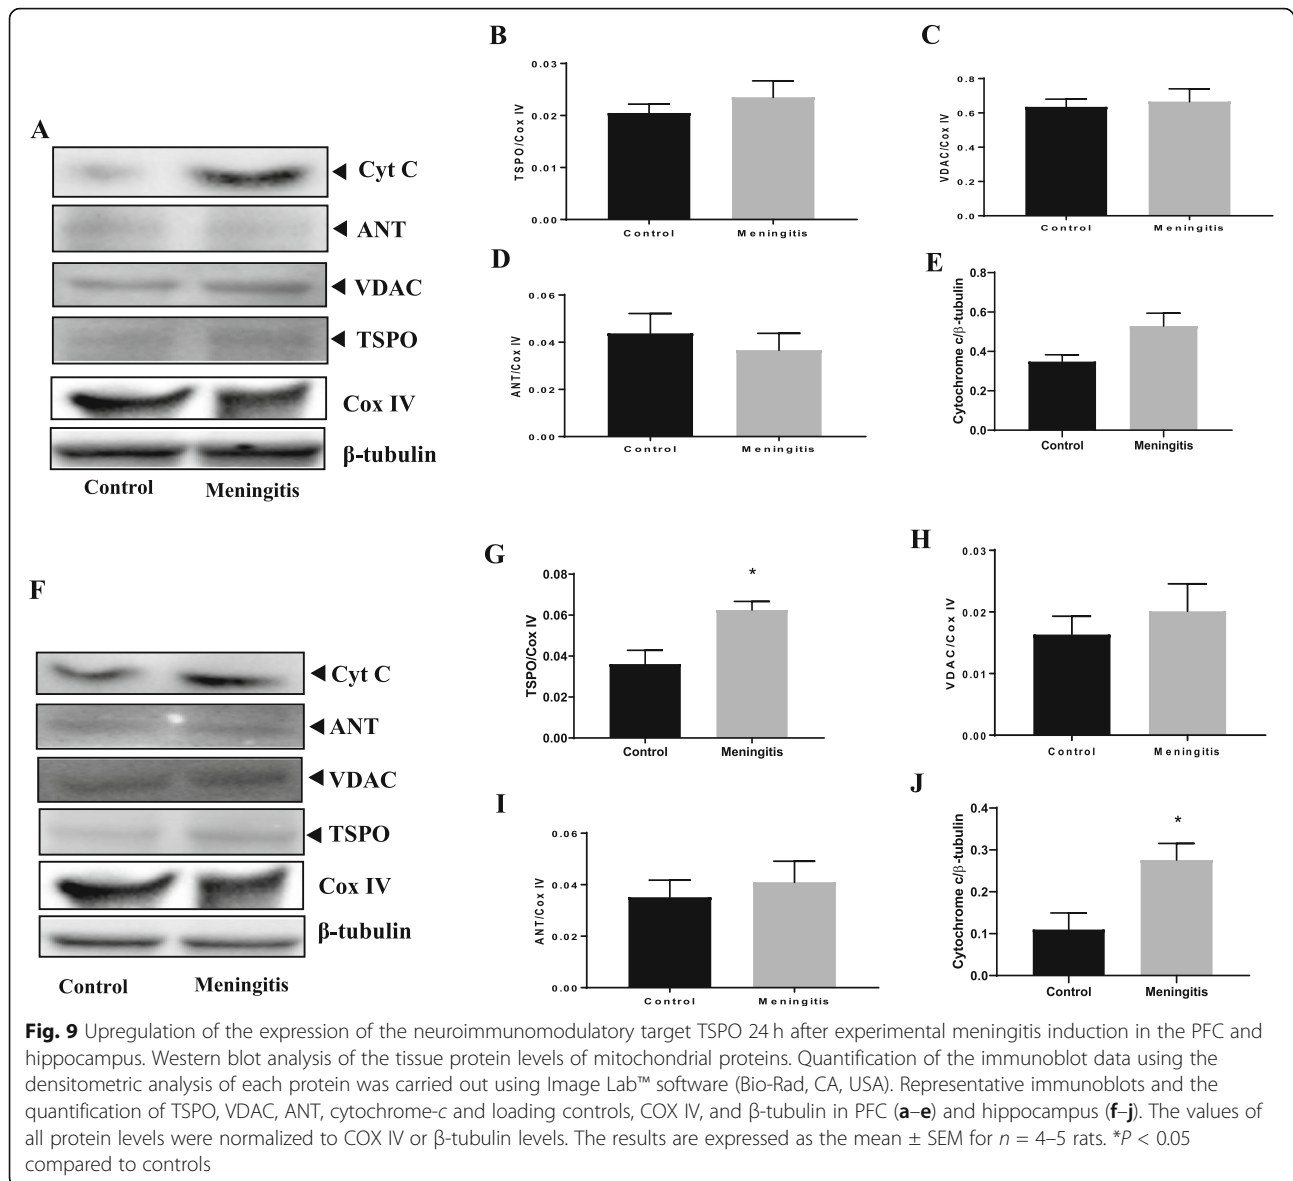 A
Cyt C
ANT
VDAC
TSPO
Cox IV
β-tubulin
Control Meningitis
B
TSPO/Cox IV
0.03
0.02
0.01
0.00
Control Meningitis
C
VDAC/Cox IV
0.8
0.6
0.4
0.2
0.0
Control Meningitis
D
ANT/Cox IV
0.06
0.04
0.02
0.00
Control Meningitis
E
Cytochrome c/β-tubulin
0.8
0.6
0.4
0.2
0.0
Control Meningitis
F
Cyt C
ANT
VDAC
TSPO
Cox IV
β-tubulin
Control Meningitis
G
TSPO/Cox IV
0.08
0.06
0.04
0.02
0.00
*
Control Meningitis
H
VDAC/Cox IV
0.03
0.02
0.01
0.00
Control Meningitis
I
ANT/Cox IV
0.06
0.04
0.02
0.00
Control Meningitis
J
Cytochrome c/β-tubulin
0.4
0.3
0.2
0.1
0.0
*
Control Meningitis
Fig. 9 Upregulation of the expression of the neuroimmunomodulatory target TSPO 24 h after experimental meningitis induction in the PFC and
hippocampus. Western blot analysis of the tissue protein levels of mitochondrial proteins. Quantification of the immunoblot data using the
densitometric analysis of each protein was carried out using Image Lab™ software (Bio-Rad, CA, USA). Representative immunoblots and the
quantification of TSPO, VDAC, ANT, cytochrome-c and loading controls, COX IV, and β-tubulin in PFC (a–e) and hippocampus (f–j). The values of
all protein levels were normalized to COX IV or β-tubulin levels. The results are expressed as the mean ± SEM for n = 4–5 rats. *P < 0.05
compared to controls